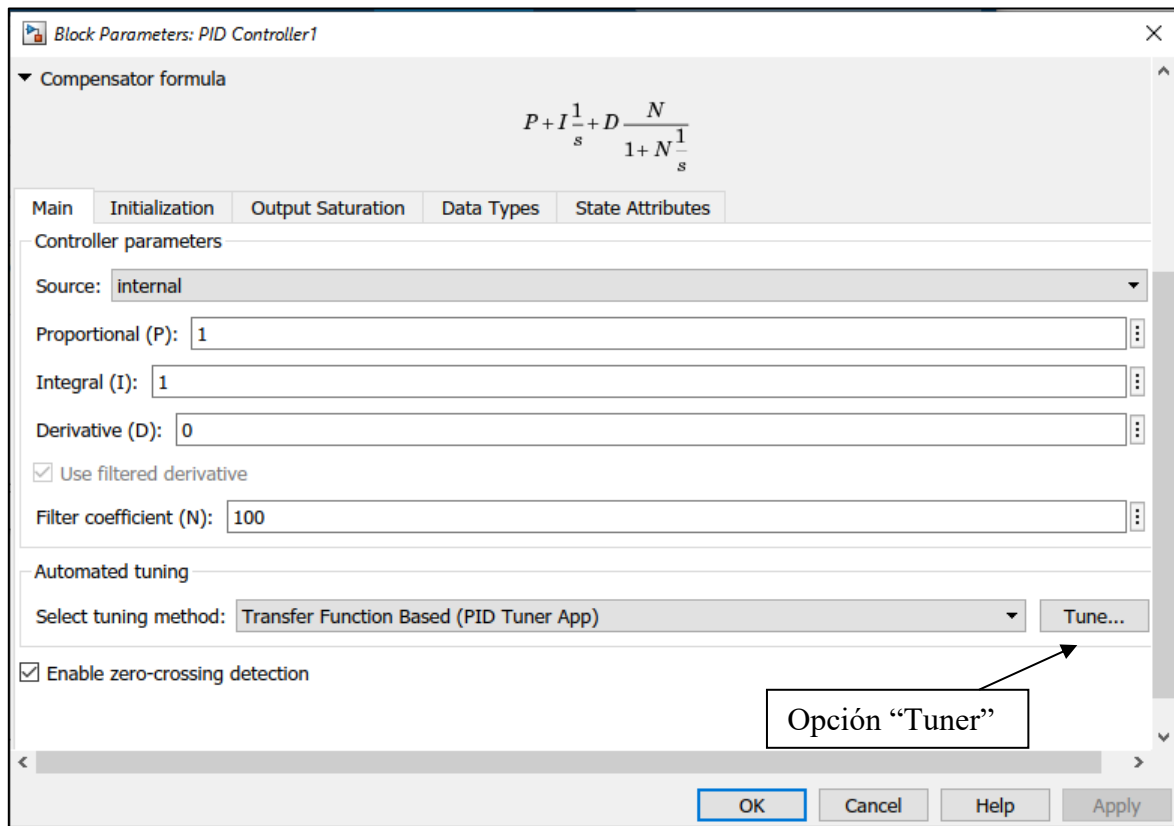 Block Parameters: PID Controller1
Compensator formula
P + I 1/s + D N/(1 + N 1/s)
Main Initialization Output Saturation Data Types State Attributes
Controller parameters
Source: internal
Proportional (P): 1
Integral (I): 1
Derivative (D): 0
Use filtered derivative
Filter coefficient (N): 100
Automated tuning
Select tuning method: Transfer Function Based (PID Tuner App) Tune...
Enable zero-crossing detection
Opción “Tuner”
OK Cancel Help Apply